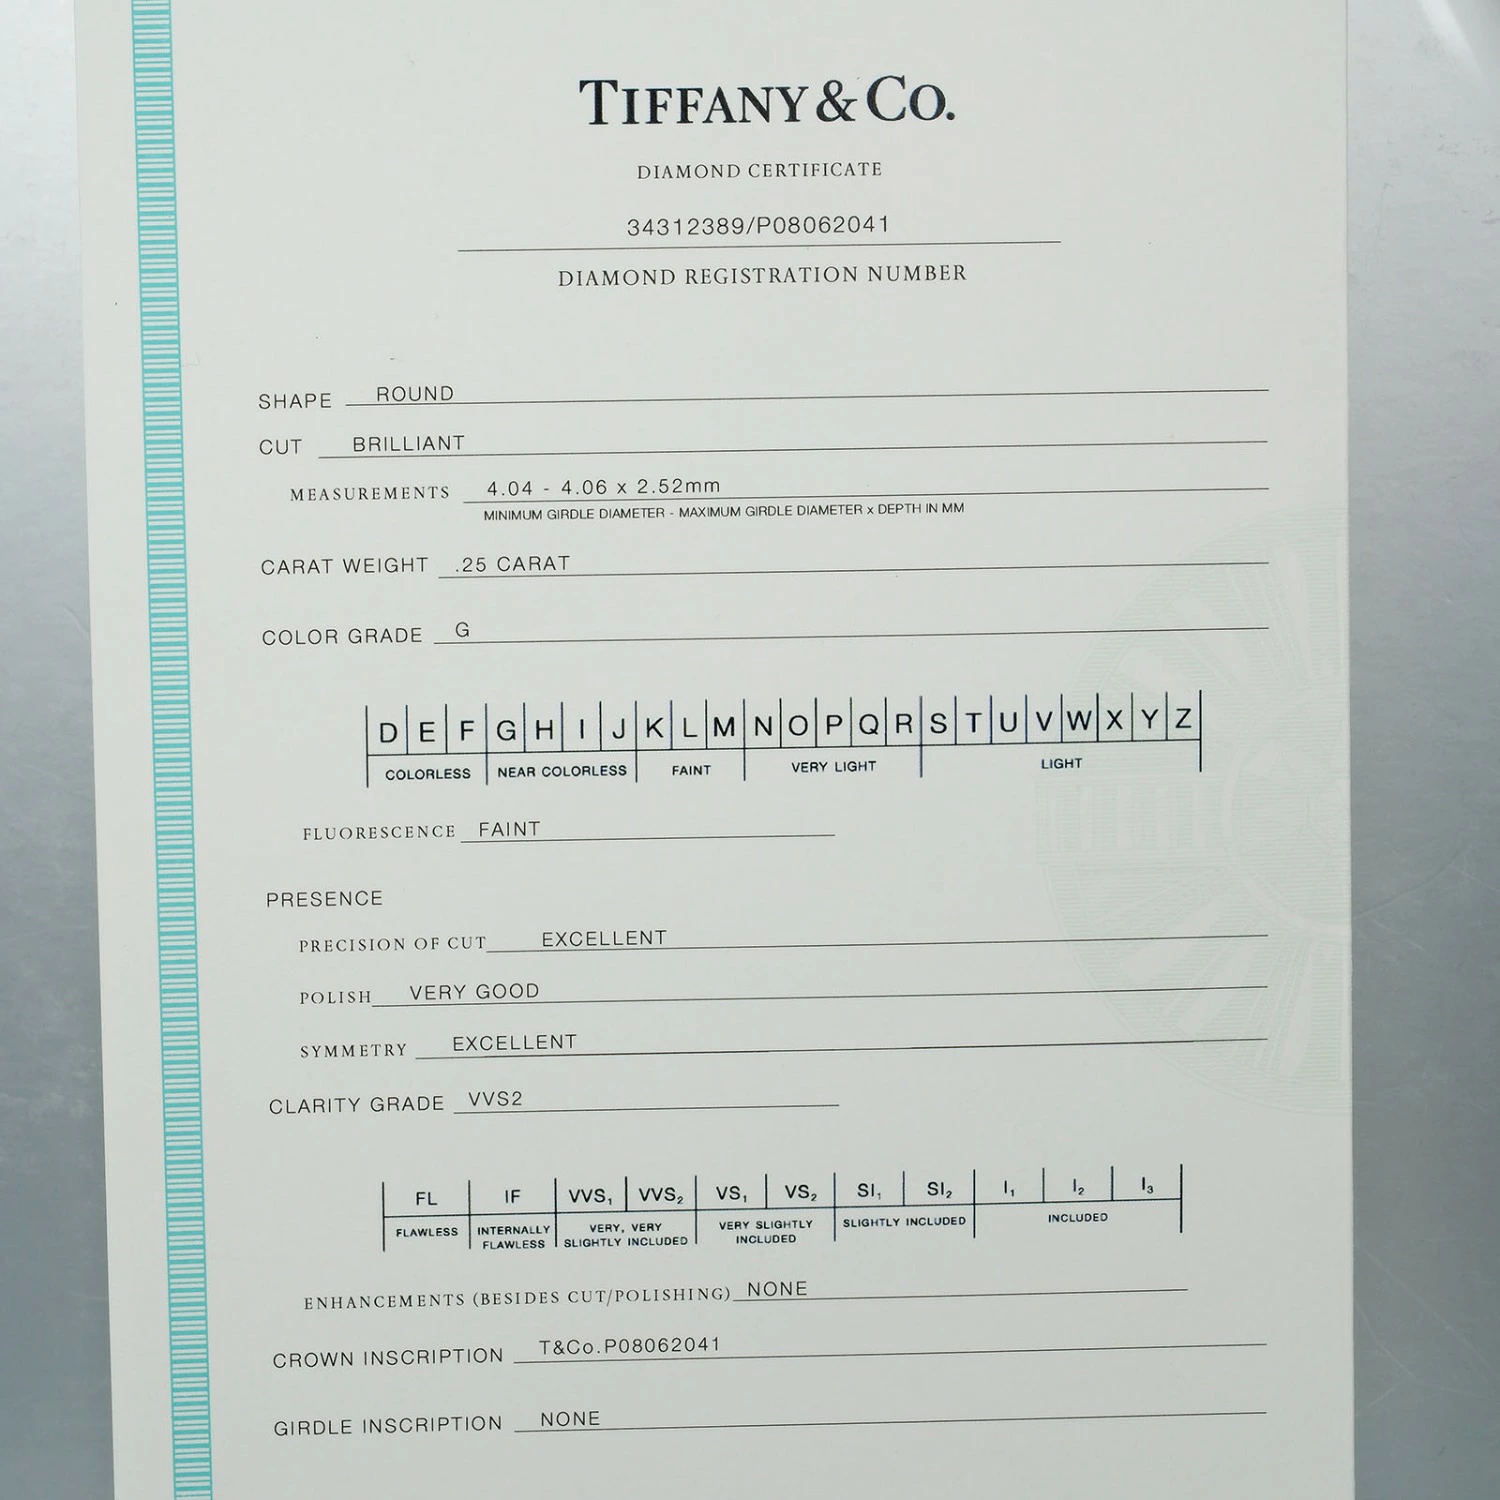 TIFFANY & CO.
DIAMOND CERTIFICATE
34312389/P08062041
DIAMOND REGISTRATION NUMBER
SHAPE ROUND
CUT BRILLIANT
MEASUREMENTS 4.04 - 4.06 x 2.52mm
MINIMUM GIRDLE DIAMETER - MAXIMUM GIRDLE DIAMETER x DEPTH IN MM
CARAT WEIGHT .25 CARAT
COLOR GRADE G
D E F G H I J K L M N O P Q R S T U V W X Y Z
COLORLESS NEAR COLORLESS FAINT VERY LIGHT LIGHT
FLUORESCENCE FAINT
PRESENCE
PRECISION OF CUT EXCELLENT
POLISH VERY GOOD
SYMMETRY EXCELLENT
CLARITY GRADE VVS2
FL IF VVS₁ VVS₂ VS₁ VS₂ SI₁ SI₂ I₁ I₂ I₃
FLAWLESS INTERNALLY FLAWLESS VERY, VERY SLIGHTLY INCLUDED VERY SLIGHTLY INCLUDED SLIGHTLY INCLUDED INCLUDED
ENHANCEMENTS (BESIDES CUT/POLISHING) NONE
CROWN INSCRIPTION T&Co.P08062041
GIRDLE INSCRIPTION NONE